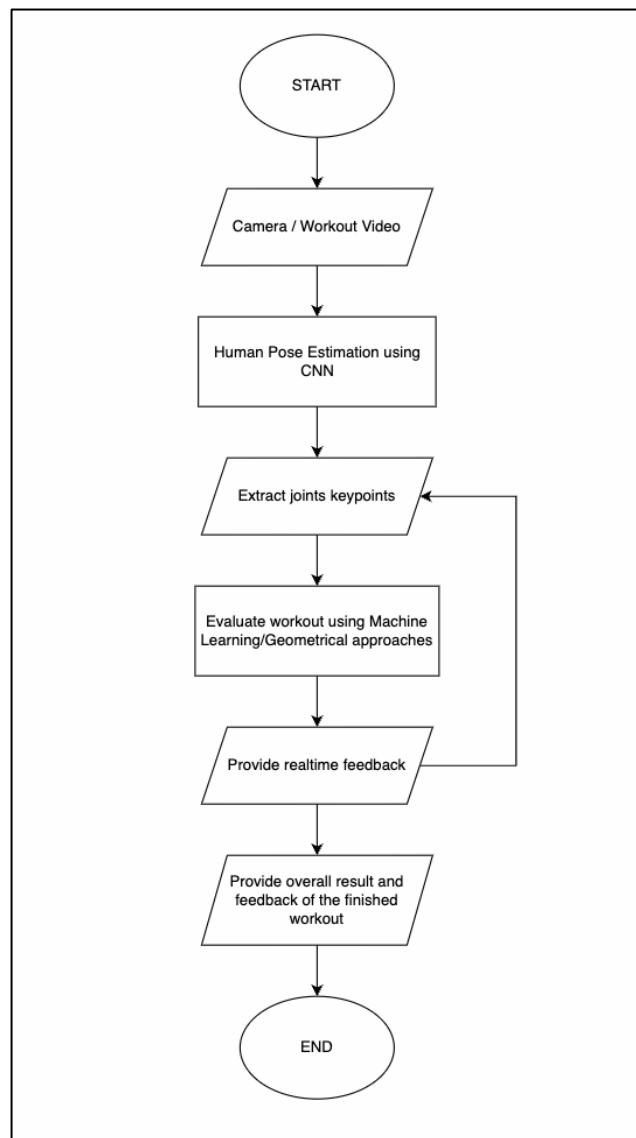 START
Camera / Workout Video
Human Pose Estimation using
CNN
Extract joints keypoints
Evaluate workout using Machine
Learning/Geometrical approaches
Provide realtime feedback
Provide overall result and
feedback of the finished
workout
END